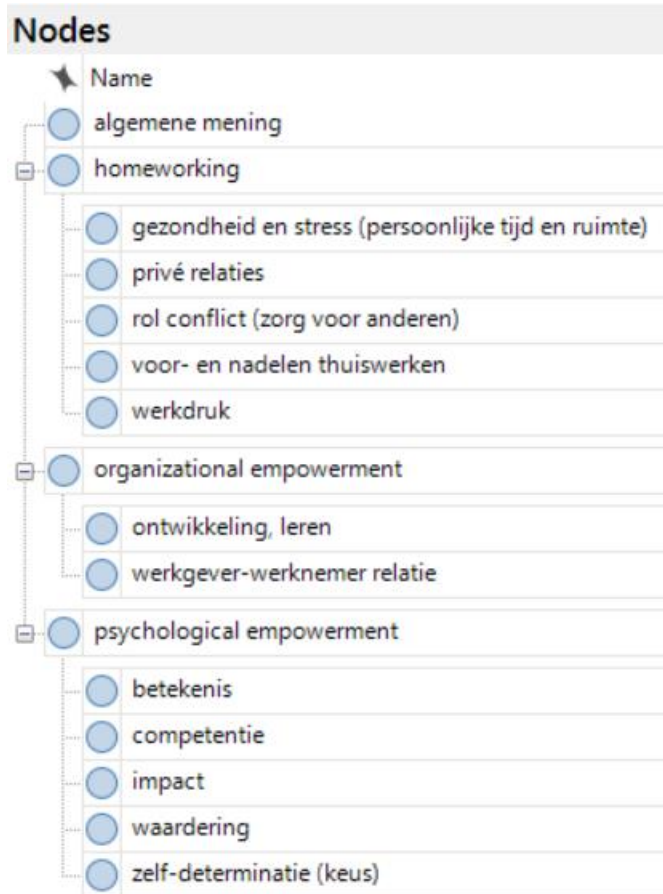 Nodes
Name
algemene mening
homeworking
gezondheid en stress (persoonlijke tijd en ruimte)
privé relaties
rol conflict (zorg voor anderen)
voor- en nadelen thuiswerken
werkdruk
organizational empowerment
ontwikkeling, leren
werkgever-werknemer relatie
psychological empowerment
betekenis
competentie
impact
waardering
zelf-determinatie (keus)